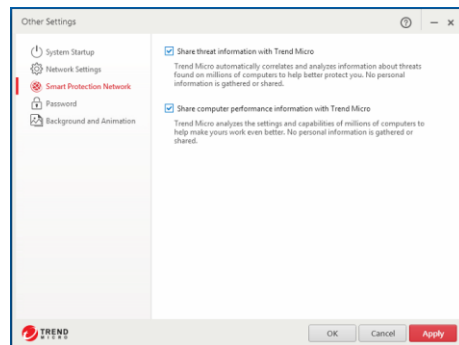 Other Settings
System Startup
Network Settings
Smart Protection Network
Password
Background and Animation
Share threat information with Trend Micro
Trend Micro automatically correlates and analyzes information about threats
found on millions of computers to help better protect you. No personal
information is gathered or shared.
Share computer performance information with Trend Micro
Trend Micro analyzes the settings and capabilities of millions of computers to
help make yours work even better. No personal information is gathered or
shared.
TREND
MICRO
OK
Cancel
Apply